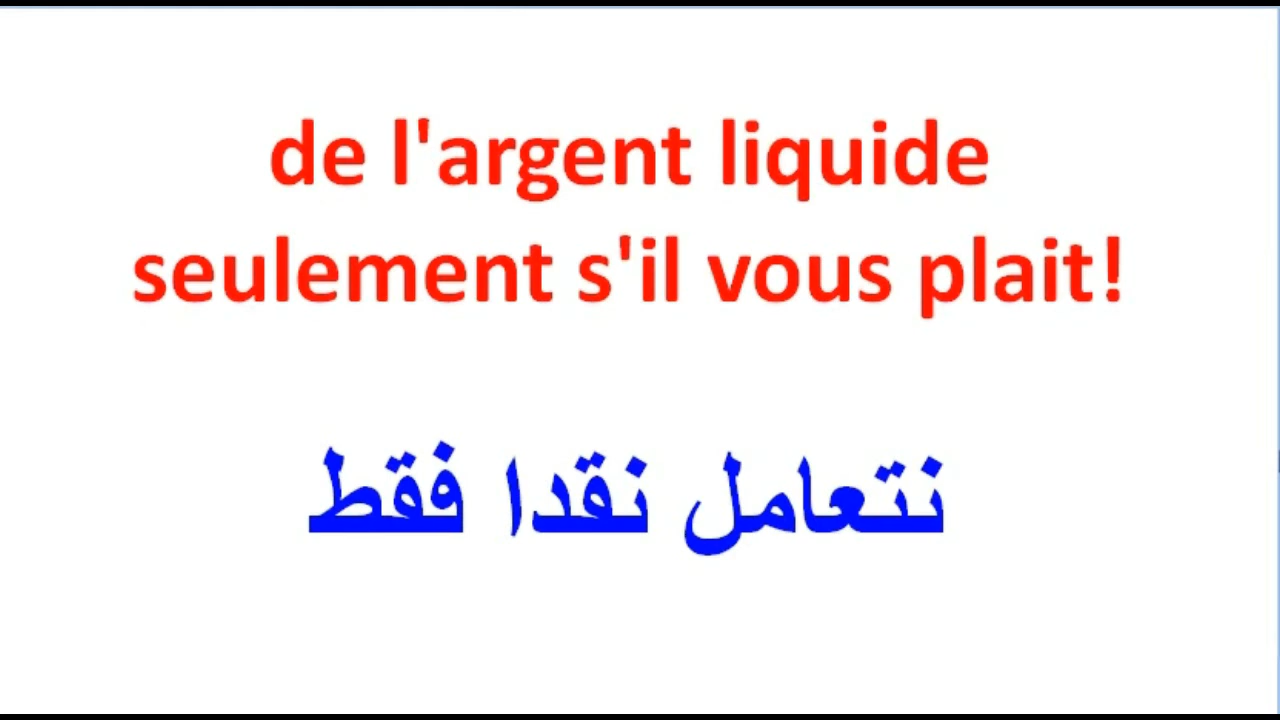 de l'argent liquide
seulement s'il vous plait!
نتعامل نقدا فقط